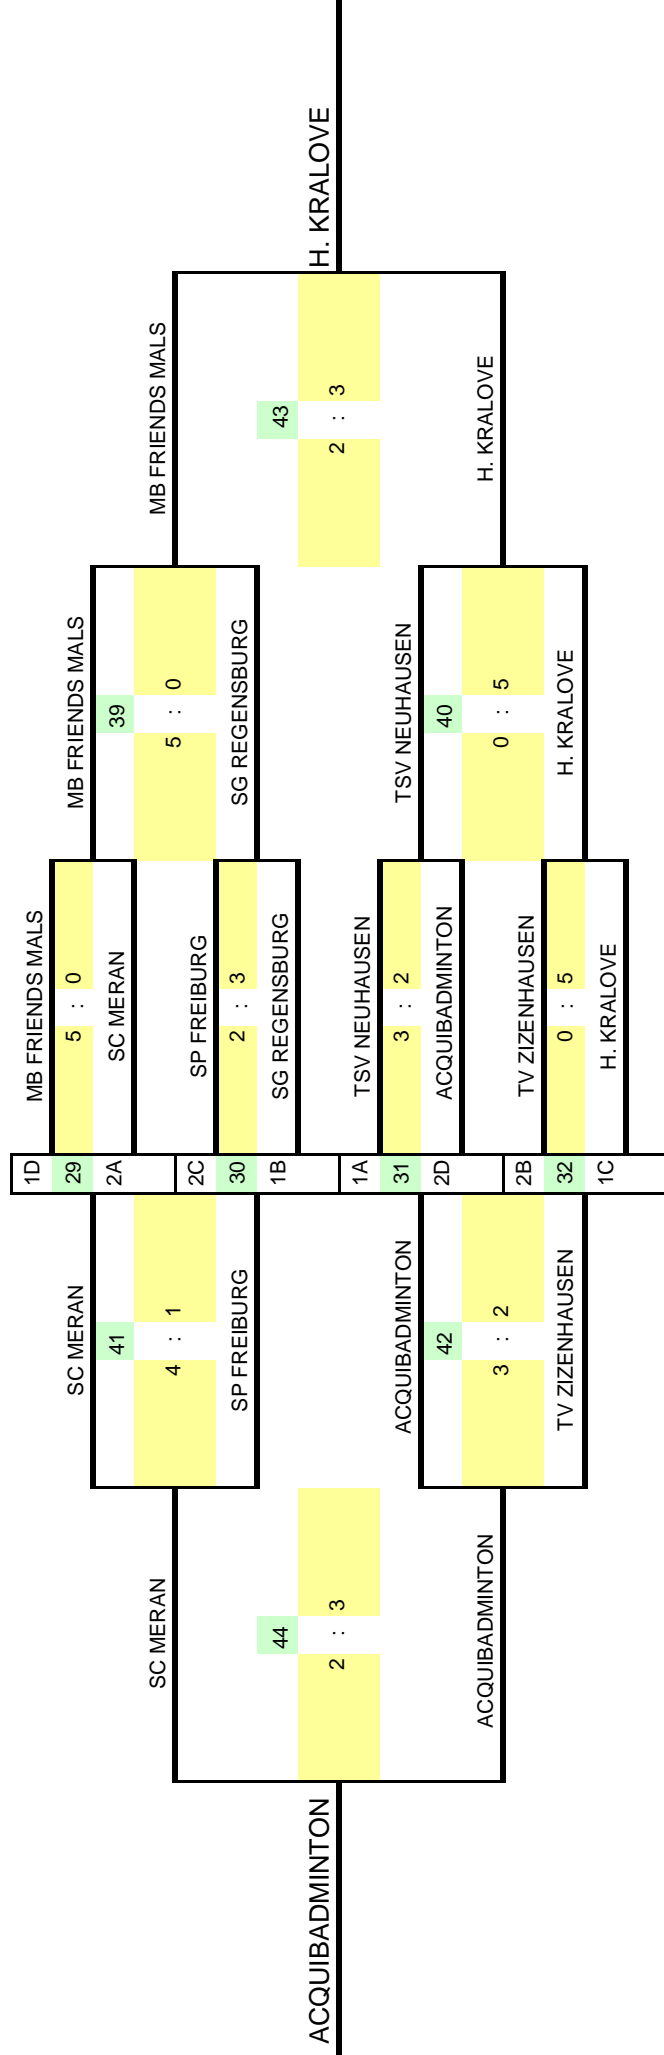 1D
29
2A
2C
30
1B
1A
31
2D
2B
32
1C
MB FRIENDS MALS
5 : 0
SC MERAN
SP FREIBURG
2 : 3
SG REGENSBURG
TSV NEUHAUSEN
3 : 2
ACQUIBADMINTON
TV ZIZENHAUSEN
0 : 5
H. KRALOVE
MB FRIENDS MALS
39
5 : 0
SG REGENSBURG
TSV NEUHAUSEN
40
0 : 5
H. KRALOVE
MB FRIENDS MALS
43
2 : 3
H. KRALOVE
H. KRALOVE
SC MERAN
41
4 : 1
SP FREIBURG
ACQUIBADMINTON
42
3 : 2
TV ZIZENHAUSEN
SC MERAN
44
2 : 3
ACQUIBADMINTON
ACQUIBADMINTON